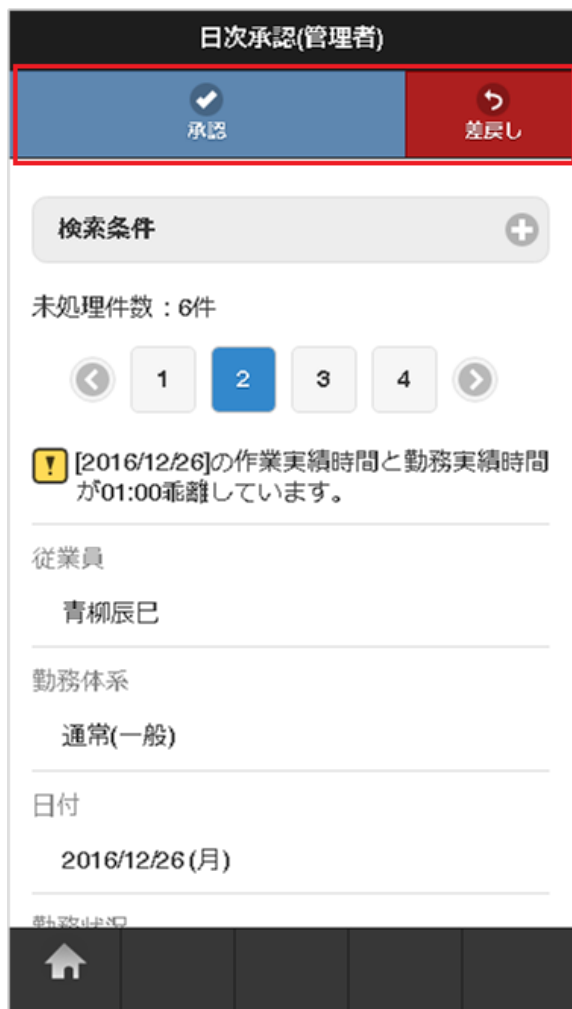 日次承認(管理者)
承認
差戻し
検索条件
未処理件数：6件
1 2 3 4
[2016/12/26]の作業実績時間と勤務実績時間
が01:00乖離しています。
従業員
青柳辰巳
勤務体系
通常(一般)
日付
2016/12/26(月)
勤務状況